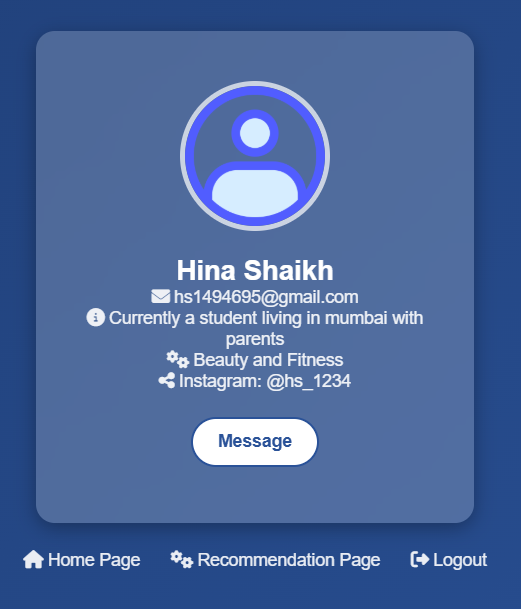 Hina Shaikh
hs1494695@gmail.com
Currently a student living in mumbai with
parents
Beauty and Fitness
Instagram: @hs_1234
Message
Home Page Recommendation Page Logout